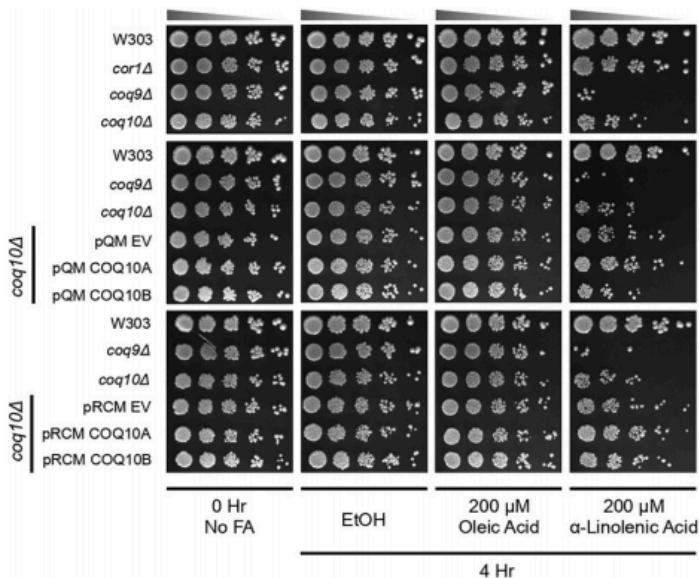 W303
cor1Δ
coq9Δ
coq10Δ
W303
coq9Δ
coq10Δ
coq10Δ
pQM EV
pQM COQ10A
pQM COQ10B
W303
coq9Δ
coq10Δ
coq10Δ
pRCM EV
pRCM COQ10A
pRCM COQ10B
0 Hr
No FA
EtOH
200 µM
Oleic Acid
200 µM
α-Linolenic Acid
4 Hr